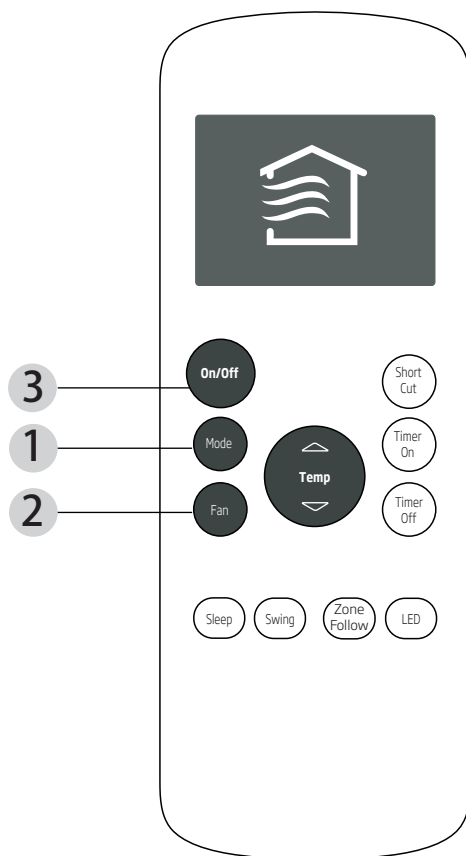 On/Off
Short
Cut
3
Mode
Timer
On
1
Temp
Fan
Timer
Off
2
Sleep
Swing
Zone
Follow
LED